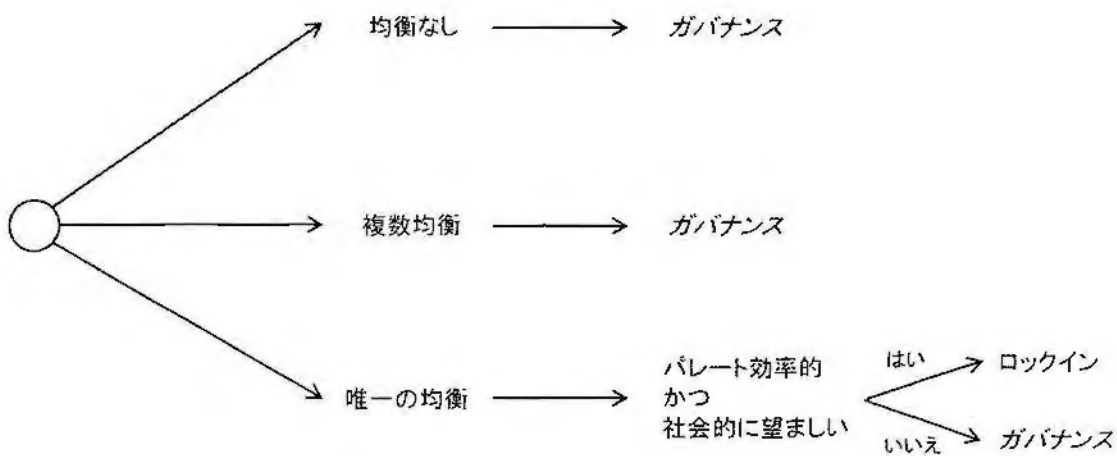 均衡なし
ガバナンス
複数均衡
ガバナンス
唯一の均衡
パレート効率的
かつ
社会的に望ましい
はい
ロックイン
いいえ
ガバナンス